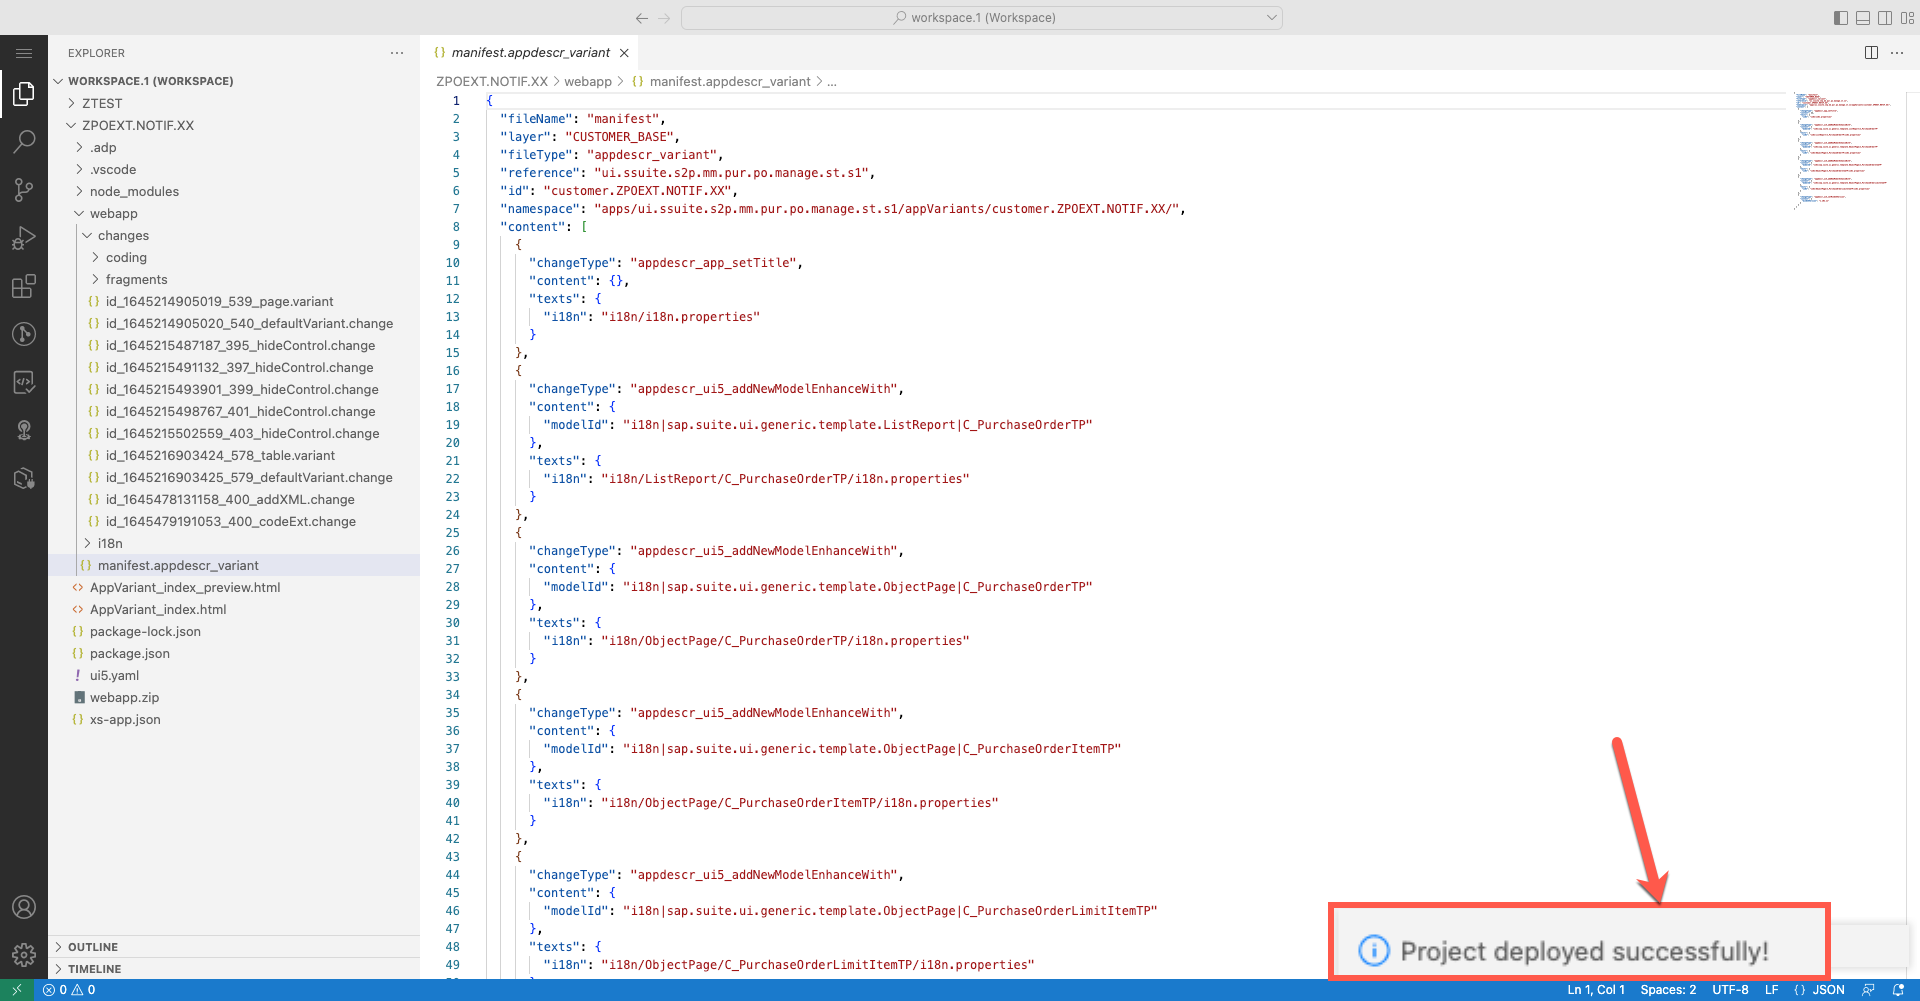 workspace.1 (Workspace)
EXPLORER
WORKSPACE.1 (WORKSPACE)
ZTEST
ZPOEXT.NOTIF.XX
.adp
.vscode
node_modules
webapp
changes
coding
fragments
id_1645214905019_539_page.variant
id_1645214905020_540_defaultVariant.change
id_1645215487187_395_hideControl.change
id_1645215491132_397_hideControl.change
id_1645215493901_399_hideControl.change
id_1645215498767_401_hideControl.change
id_1645215502559_403_hideControl.change
id_1645216903424_578_table.variant
id_1645216903425_579_defaultVariant.change
id_1645478131158_400_addXML.change
id_1645479191053_400_codeExt.change
i18n
{} manifest.appdescr_variant
<> AppVariant_index_preview.html
<> AppVariant_index.html
{} package-lock.json
{} package.json
! ui5.yaml
webapp.zip
{} xs-app.json
OUTLINE
TIMELINE
{} manifest.appdescr_variant
ZPOEXT.NOTIF.XX > webapp > {} manifest.appdescr_variant > ...
1 {
2 "fileName": "manifest",
3 "layer": "CUSTOMER_BASE",
4 "fileType": "appdescr_variant",
5 "reference": "ui.ssuite.s2p.mm.pur.po.manage.st.s1",
6 "id": "customer.ZPOEXT.NOTIF.XX",
7 "namespace": "apps/ui.ssuite.s2p.mm.pur.po.manage.st.s1/appVariants/customer.ZPOEXT.NOTIF.XX/",
8 "content": [
9 {
10 "changeType": "appdescr_app_setTitle",
11 "content": {},
12 "texts": {
13 "i18n": "i18n/i18n.properties"
14 }
15 },
16 {
17 "changeType": "appdescr_ui5_addNewModelEnhanceWith",
18 "content": {
19 "modelId": "i18n|sap.suite.ui.generic.template.ListReport|C_PurchaseOrderTP"
20 },
21 "texts": {
22 "i18n": "i18n/ListReport/C_PurchaseOrderTP/i18n.properties"
23 }
24 },
25 {
26 "changeType": "appdescr_ui5_addNewModelEnhanceWith",
27 "content": {
28 "modelId": "i18n|sap.suite.ui.generic.template.ObjectPage|C_PurchaseOrderTP"
29 },
30 "texts": {
31 "i18n": "i18n/ObjectPage/C_PurchaseOrderTP/i18n.properties"
32 }
33 },
34 {
35 "changeType": "appdescr_ui5_addNewModelEnhanceWith",
36 "content": {
37 "modelId": "i18n|sap.suite.ui.generic.template.ObjectPage|C_PurchaseOrderItemTP"
38 },
39 "texts": {
40 "i18n": "i18n/ObjectPage/C_PurchaseOrderItemTP/i18n.properties"
41 }
42 },
43 {
44 "changeType": "appdescr_ui5_addNewModelEnhanceWith",
45 "content": {
46 "modelId": "i18n|sap.suite.ui.generic.template.ObjectPage|C_PurchaseOrderLimitItemTP"
47 },
48 "texts": {
49 "i18n": "i18n/ObjectPage/C_PurchaseOrderLimitItemTP/i18n.properties"
Project deployed successfully!
0 0
Ln 1, Col 1 Spaces: 2 UTF-8 LF {} JSON